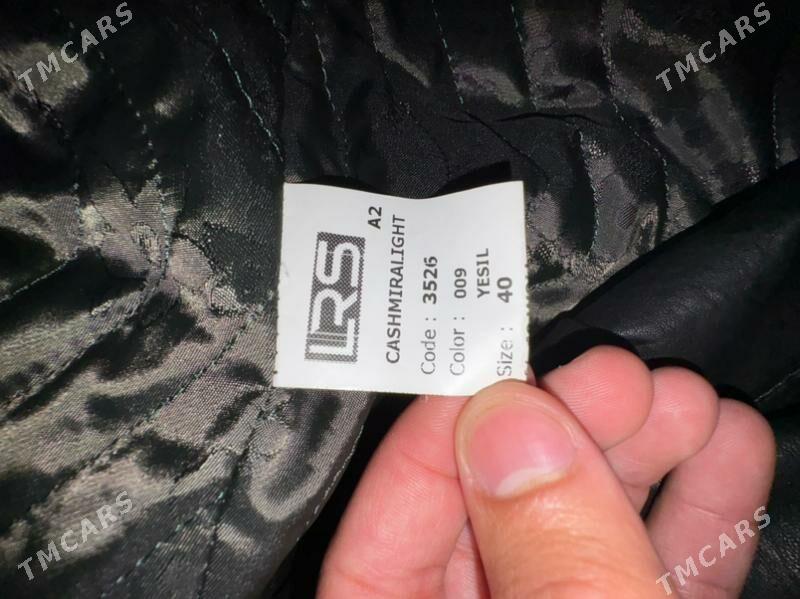 LRS
A2
CASHMIRALIGHT
Code : 3526
Color : 009
YESIL
Size : 40
TMCARS
TMCARS
TMCARS
TMCARS